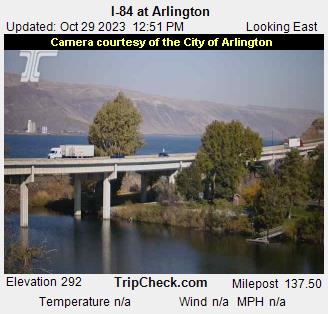 I-84 at Arlington
Updated: Oct 29 2023 12:51 PM Looking East
Camera courtesy of the City of Arlington
Elevation 292 TripCheck.com Milepost 137.50
Temperature n/a Wind n/a MPH n/a